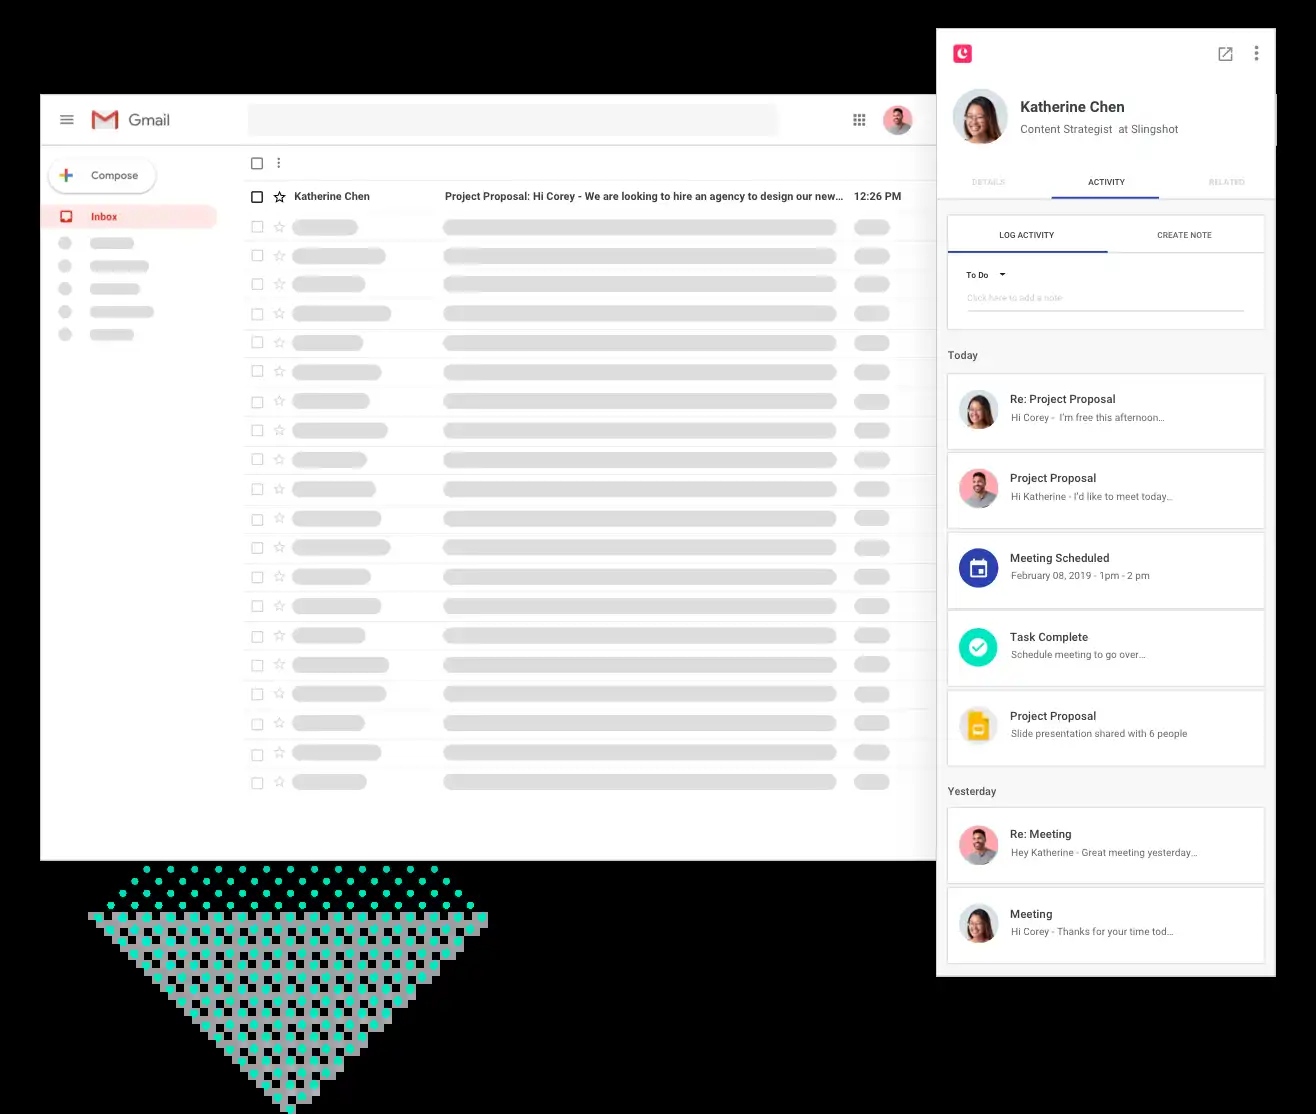 Gmail
Compose
Inbox
Katherine Chen Project Proposal: Hi Corey - We are looking to hire an agency to design our new... 12:26 PM
Katherine Chen
Content Strategist at Slingshot
DETAILS ACTIVITY RELATED
LOG ACTIVITY CREATE NOTE
To Do
Click here to add a note
Today
Re: Project Proposal
Hi Corey - I'm free this afternoon...
Project Proposal
Hi Katherine - I'd like to meet today...
Meeting Scheduled
February 08, 2019 - 1pm - 2 pm
Task Complete
Schedule meeting to go over...
Project Proposal
Slide presentation shared with 6 people
Yesterday
Re: Meeting
Hey Katherine - Great meeting yesterday...
Meeting
Hi Corey - Thanks for your time tod...